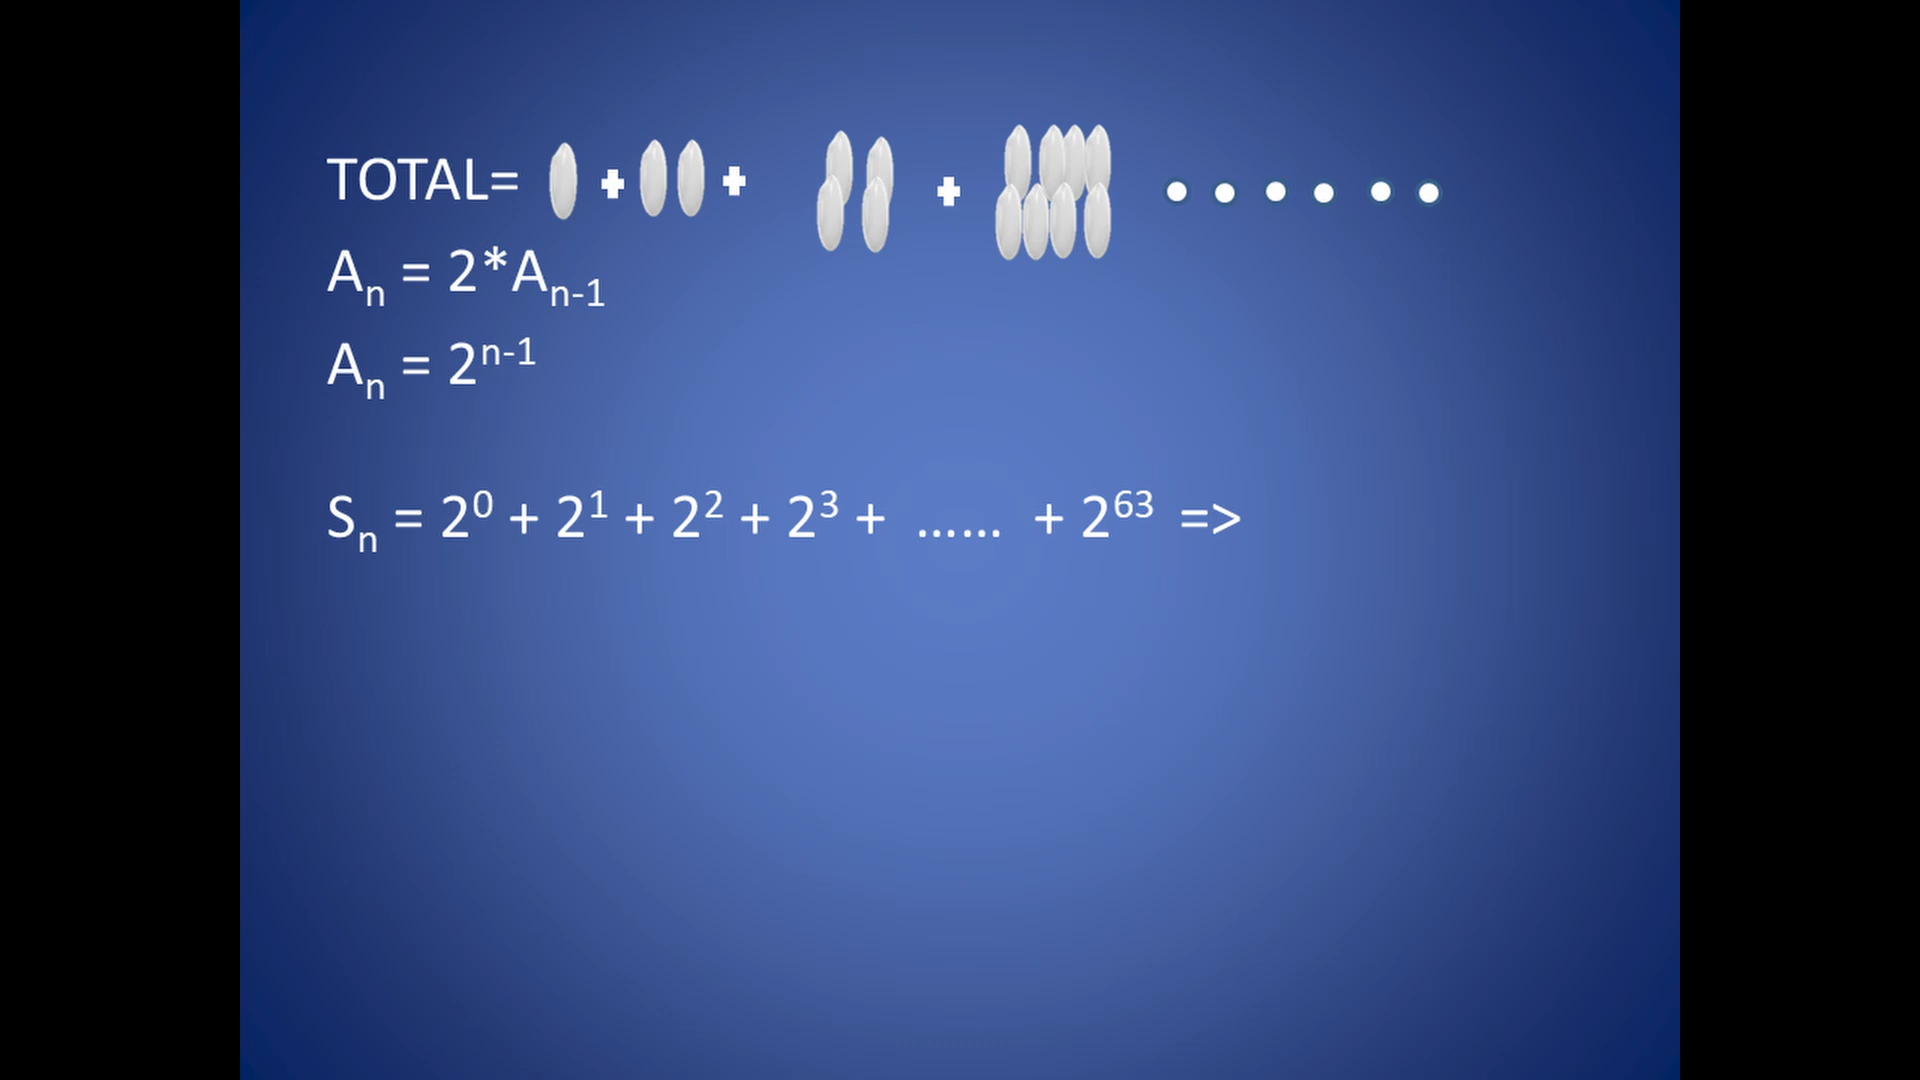 TOTAL= + + + ......
Aₙ = 2*Aₙ₋₁
Aₙ = 2ⁿ⁻¹
Sₙ = 2⁰ + 2¹ + 2² + 2³ + ...... + 2⁶³ =>